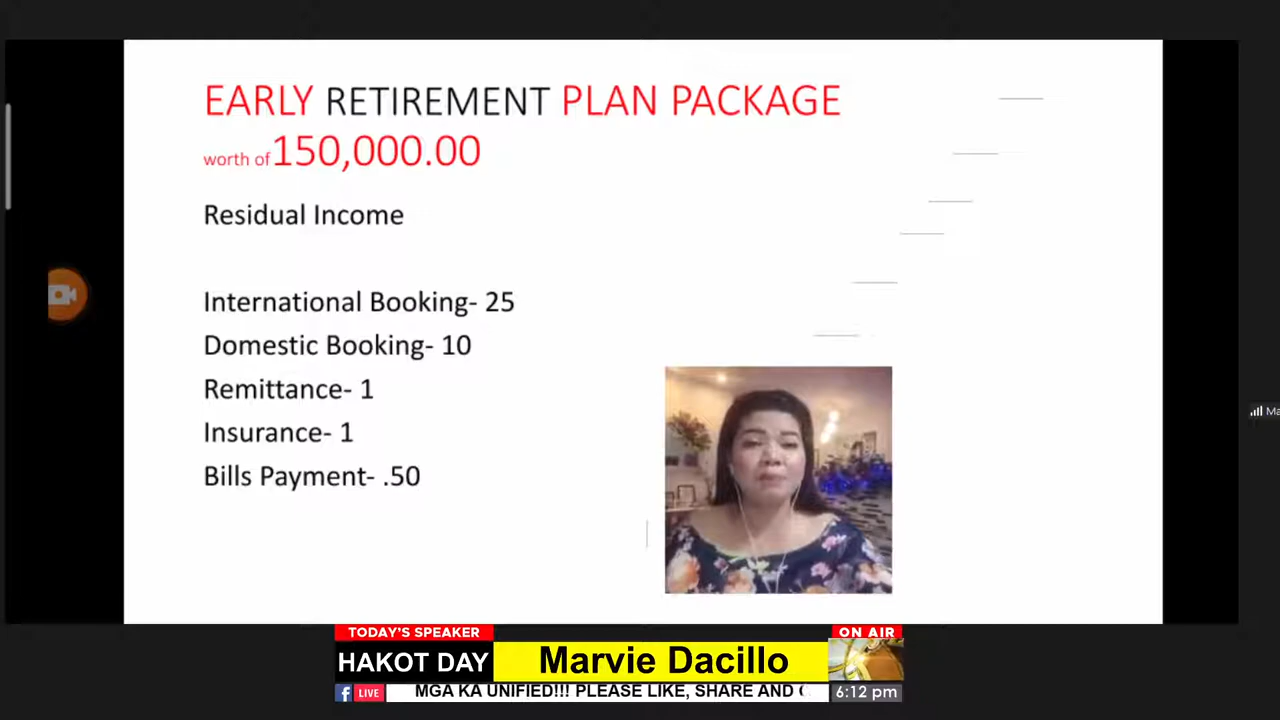 EARLY RETIREMENT PLAN PACKAGE
worth of 150,000.00
Residual Income
International Booking- 25
Domestic Booking- 10
Remittance- 1
Insurance- 1
Bills Payment- .50
Ma
TODAY'S SPEAKER
ON AIR
HAKOT DAY
Marvie Dacillo
f LIVE
MGA KA UNIFIED!!! PLEASE LIKE, SHARE AND
6:12 pm